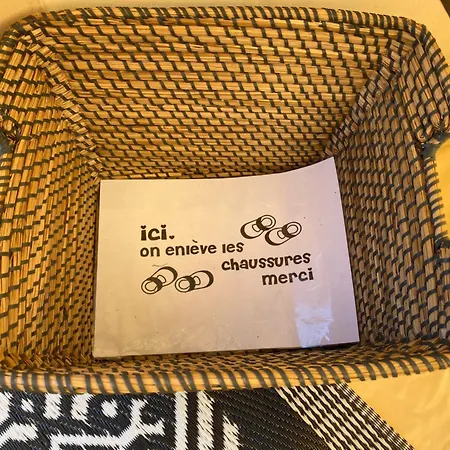 ici.
on enlève les
chaussures
merci